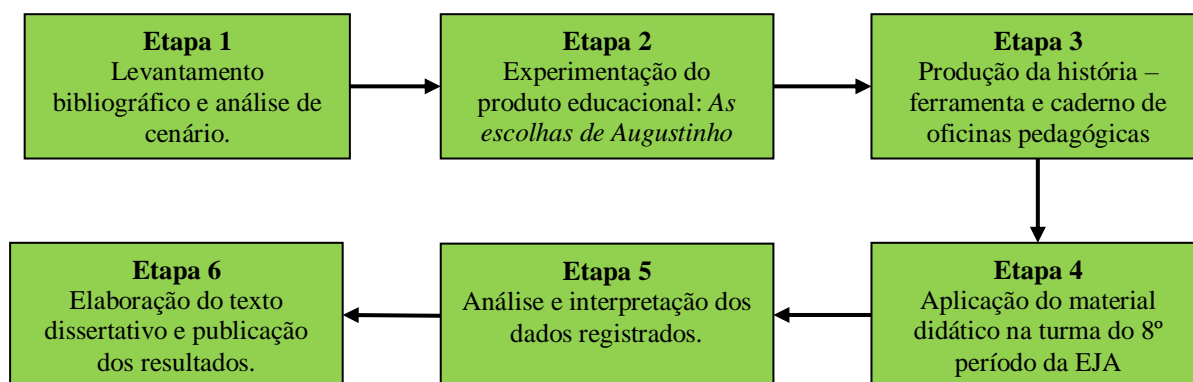 Etapa 1
Levantamento
bibliográfico e análise de
cenário.
Etapa 2
Experimentação do
produto educacional: As
escolhas de Augustinho
Etapa 3
Produção da história –
ferramenta e caderno de
oficinas pedagógicas
Etapa 4
Aplicação do material
didático na turma do 8º
período da EJA
Etapa 5
Análise e interpretação dos
dados registrados.
Etapa 6
Elaboração do texto
dissertativo e publicação
dos resultados.